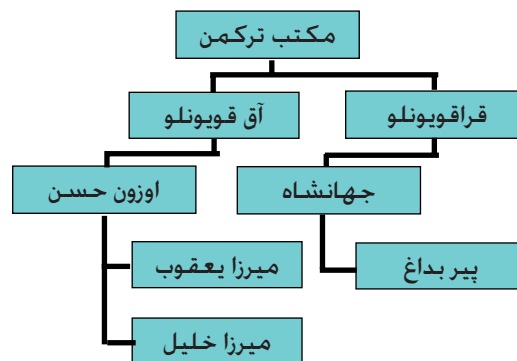 مکتب ترکمن
قراقویونلو
آق قویونلو
جهانشاه
اوزون حسن
پیر بداغ
میرزا یعقوب
میرزا خلیل